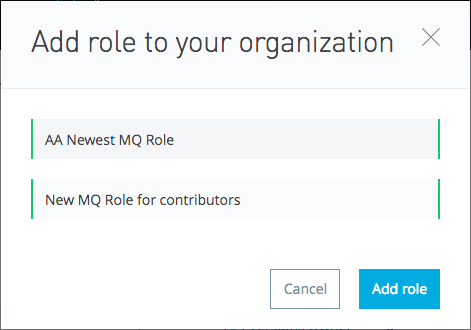 Add role to your organization
AA Newest MQ Role
New MQ Role for contributors
Cancel
Add role